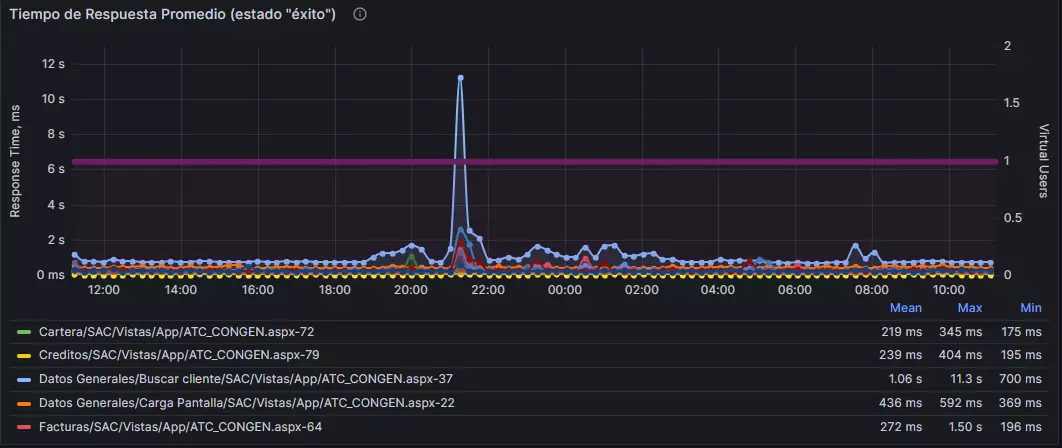 Tiempo de Respuesta Promedio (estado "éxito")
Response Time, ms
12 s
10 s
8 s
6 s
4 s
2 s
0 ms
2
1.5
1
0.5
0
Virtual Users
12:00 14:00 16:00 18:00 20:00 22:00 00:00 02:00 04:00 06:00 08:00 10:00
Mean Max Min
Cartera/SAC/Vistas/App/ATC_CONGEN.aspx-72 219 ms 345 ms 175 ms
Creditos/SAC/Vistas/App/ATC_CONGEN.aspx-79 239 ms 404 ms 195 ms
Datos Generales/Buscar cliente/SAC/Vistas/App/ATC_CONGEN.aspx-37 1.06 s 11.3 s 700 ms
Datos Generales/Carga Pantalla/SAC/Vistas/App/ATC_CONGEN.aspx-22 436 ms 592 ms 369 ms
Facturas/SAC/Vistas/App/ATC_CONGEN.aspx-64 272 ms 1.50 s 196 ms